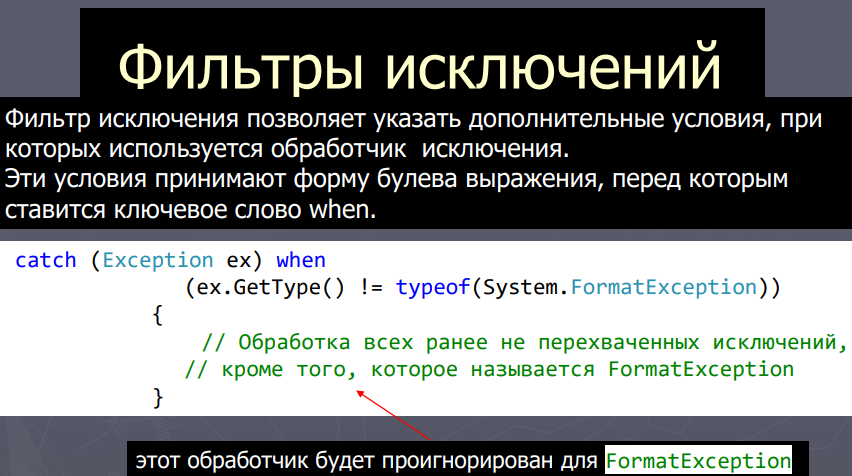 Фильтры исключений
Фильтр исключения позволяет указать дополнительные условия, при
которых используется обработчик исключения.
Эти условия принимают форму булева выражения, перед которым
ставится ключевое слово when.
catch (Exception ex) when
(ex.GetType() != typeof(System.FormatException))
{
// Обработка всех ранее не перехваченных исключений,
// кроме того, которое называется FormatException
}
этот обработчик будет проигнорирован для FormatException